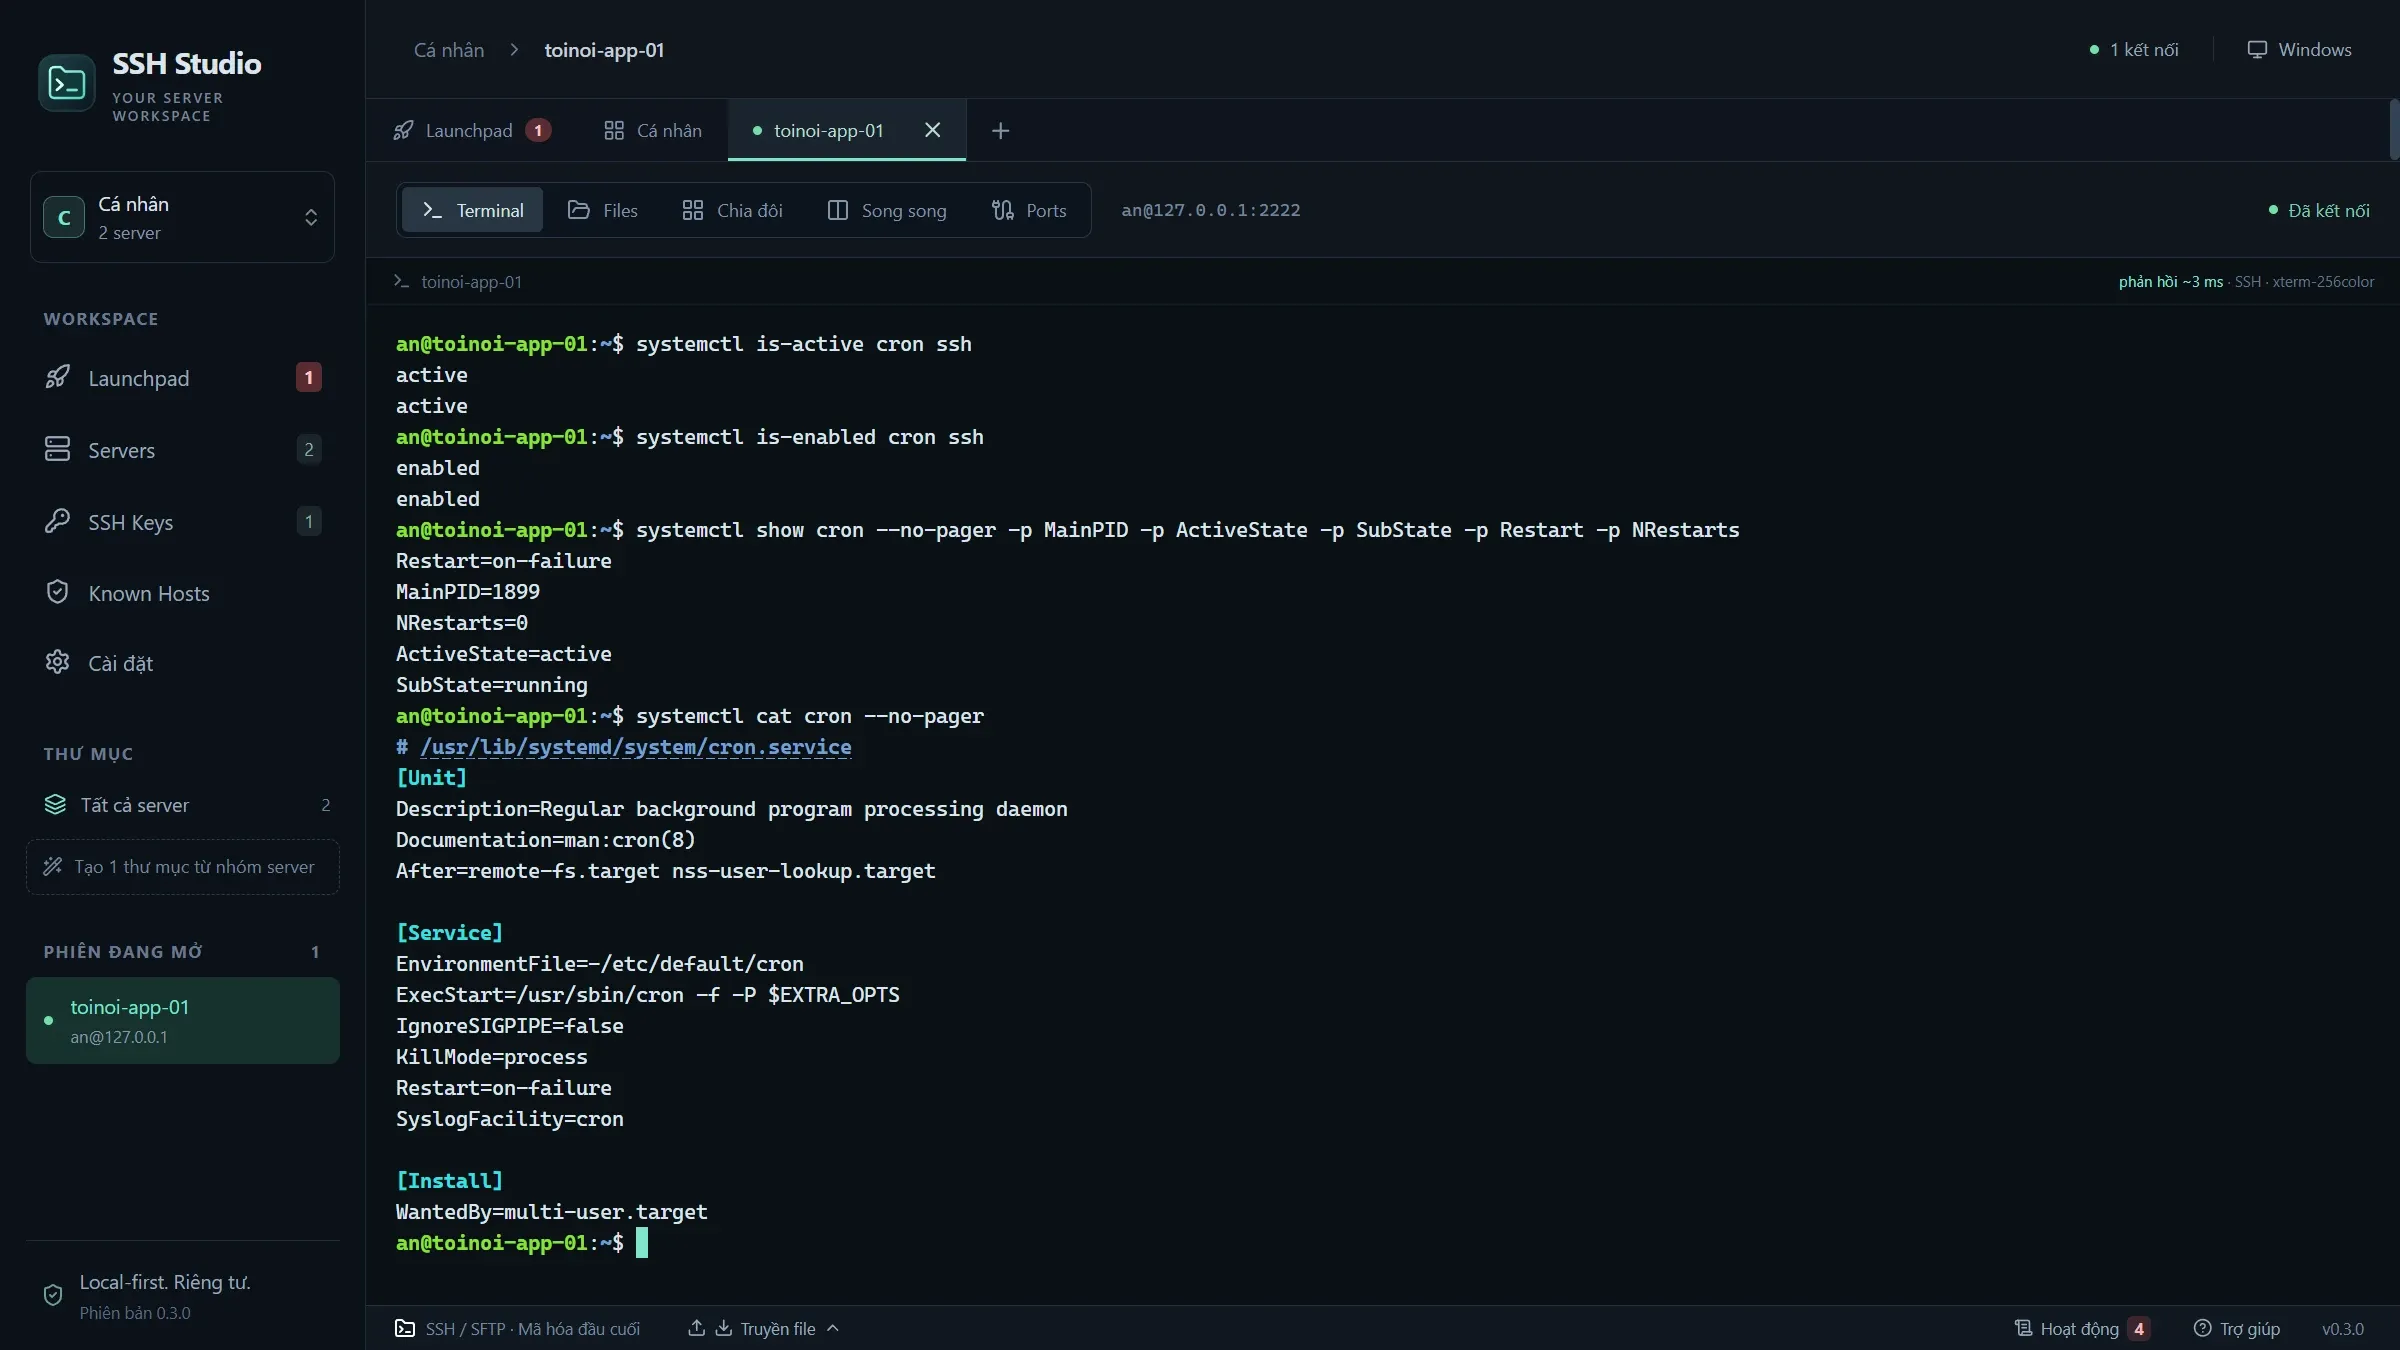 SSH Studio
YOUR SERVER
WORKSPACE
C
Cá nhân
2 server
WORKSPACE
Launchpad 1
Servers 2
SSH Keys 1
Known Hosts
Cài đặt
THƯ MỤC
Tất cả server 2
Tạo 1 thư mục từ nhóm server
PHIÊN ĐANG MỞ 1
toinoi-app-01
an@127.0.0.1
Local-first. Riêng tư.
Phiên bản 0.3.0
Cá nhân > toinoi-app-01
1 kết nối
Windows
Launchpad 1
Cá nhân
toinoi-app-01
Terminal
Files
Chia đôi
Song song
Ports
an@127.0.0.1:2222
Đã kết nối
toinoi-app-01
phản hồi ~3 ms · SSH · xterm-256color
an@toinoi-app-01:~$ systemctl is-active cron ssh
active
active
an@toinoi-app-01:~$ systemctl is-enabled cron ssh
enabled
enabled
an@toinoi-app-01:~$ systemctl show cron --no-pager -p MainPID -p ActiveState -p SubState -p Restart -p NRestarts
Restart=on-failure
MainPID=1899
NRestarts=0
ActiveState=active
SubState=running
an@toinoi-app-01:~$ systemctl cat cron --no-pager
# /usr/lib/systemd/system/cron.service
[Unit]
Description=Regular background program processing daemon
Documentation=man:cron(8)
After=remote-fs.target nss-user-lookup.target
[Service]
EnvironmentFile=-/etc/default/cron
ExecStart=/usr/sbin/cron -f -P $EXTRA_OPTS
IgnoreSIGPIPE=false
KillMode=process
Restart=on-failure
SyslogFacility=cron
[Install]
WantedBy=multi-user.target
an@toinoi-app-01:~$
SSH / SFTP · Mã hóa đầu cuối
Truyền file
Hoạt động 4
Trợ giúp
v0.3.0